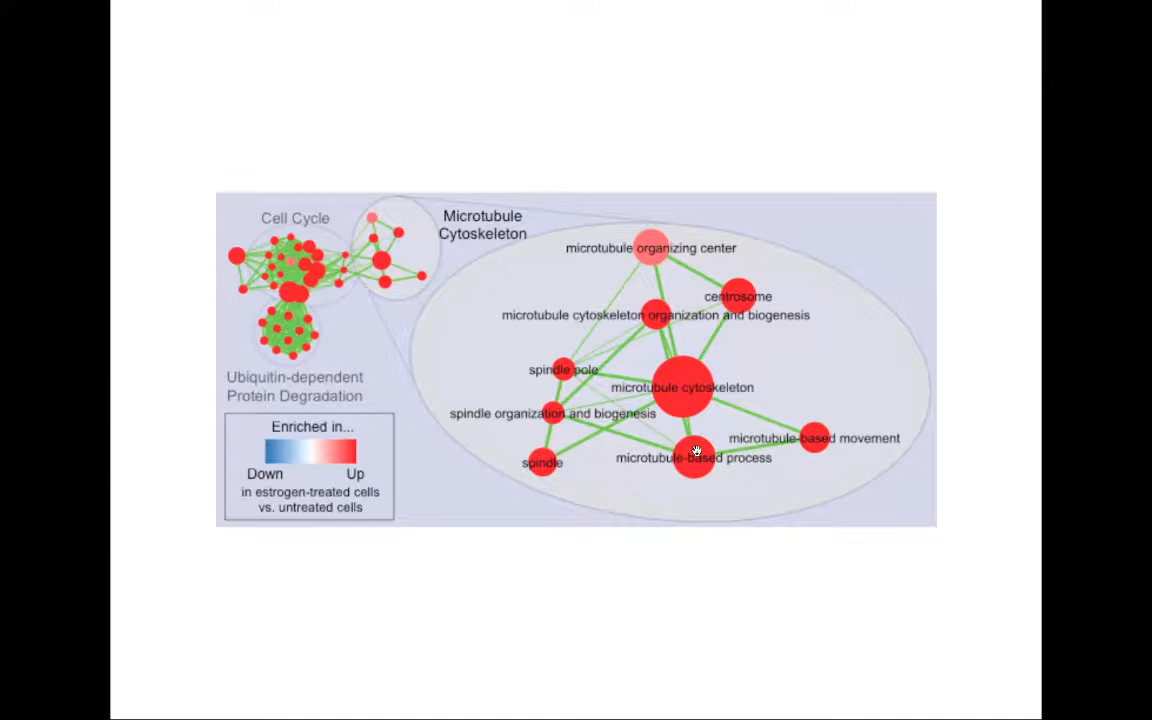 Cell Cycle
Microtubule
Cytoskeleton
microtubule organizing center
centrosome
microtubule cytoskeleton organization and biogenesis
spindle pole
microtubule cytoskeleton
spindle organization and biogenesis
microtubule-based movement
microtubule-based process
spindle
Ubiquitin-dependent
Protein Degradation
Enriched in...
Down Up
in estrogen-treated cells
vs. untreated cells